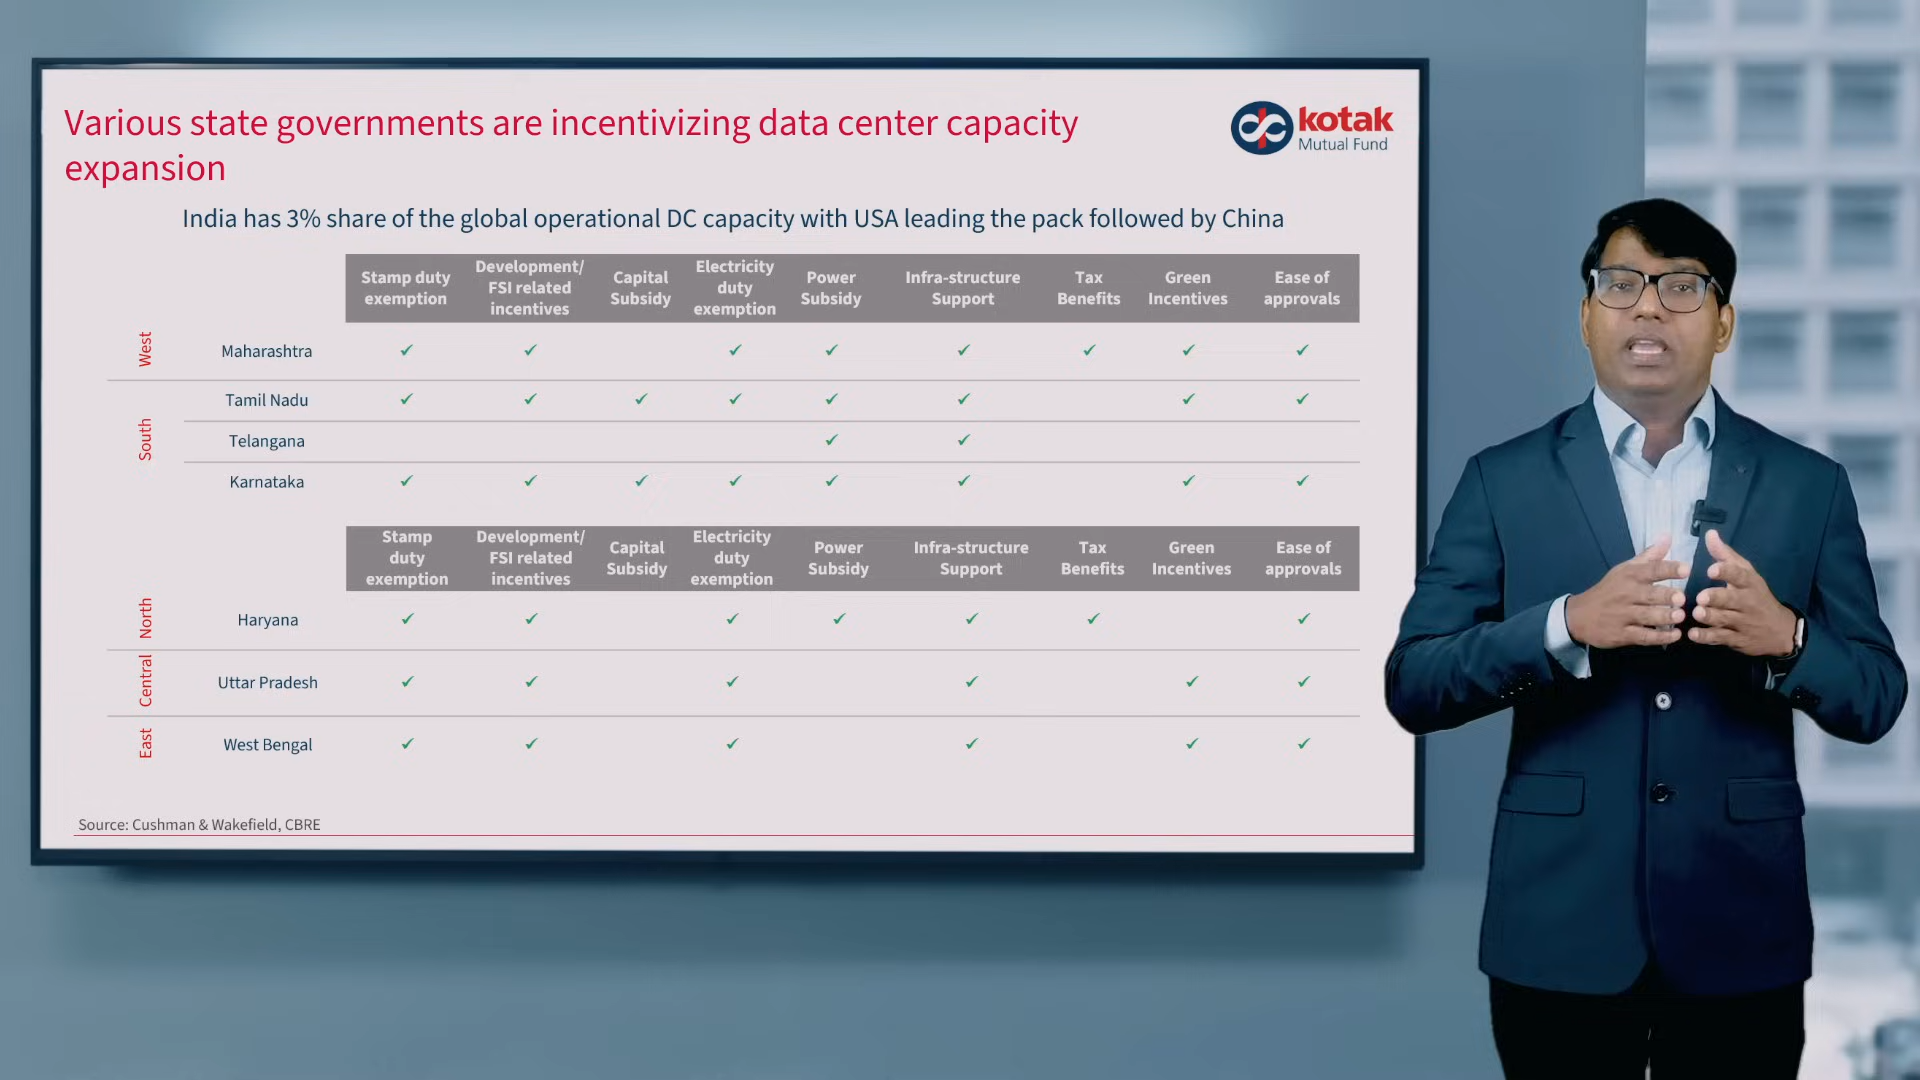 Various state governments are incentivizing data center capacity
expansion
kotak
Mutual Fund
India has 3% share of the global operational DC capacity with USA leading the pack followed by China
Stamp duty exemption Development/ FSI related incentives Capital Subsidy Electricity duty exemption Power Subsidy Infra-structure Support Tax Benefits Green Incentives Ease of approvals
West
Maharashtra ✓ ✓ ✓ ✓ ✓ ✓ ✓ ✓
South
Tamil Nadu ✓ ✓ ✓ ✓ ✓ ✓ ✓ ✓
Telangana ✓ ✓
Karnataka ✓ ✓ ✓ ✓ ✓ ✓ ✓ ✓
Stamp duty exemption Development/ FSI related incentives Capital Subsidy Electricity duty exemption Power Subsidy Infra-structure Support Tax Benefits Green Incentives Ease of approvals
North
Haryana ✓ ✓ ✓ ✓ ✓ ✓ ✓
Central
Uttar Pradesh ✓ ✓ ✓ ✓ ✓ ✓
East
West Bengal ✓ ✓ ✓ ✓ ✓ ✓
Source: Cushman & Wakefield, CBRE